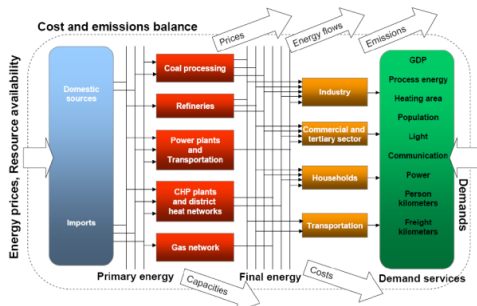 Cost and emissions balance
Prices
Energy flows
Emissions
Energy prices, Resource availability
Domestic
sources
Imports
Coal processing
Refineries
Power plants
and
Transportation
CHP plants
and district
heat networks
Gas network
Industry
Commercial and
tertiary sector
Households
Transportation
GDP
Process energy
Heating area
Population
Light
Communication
Power
Person
kilometers
Freight
kilometers
Demands
Primary energy
Capacities
Final energy
Costs
Demand services